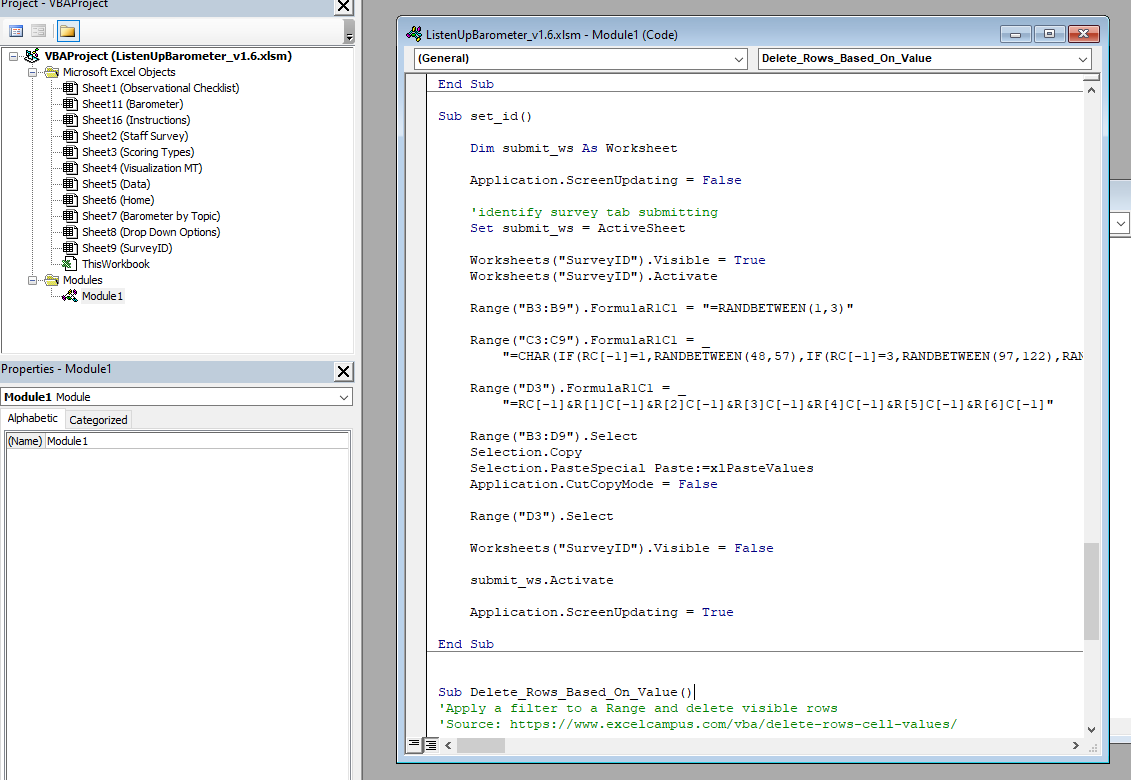 Project - VBAProject
VBAProject (ListenUpBarometer_v1.6.xlsm)
Microsoft Excel Objects
Sheet1 (Observational Checklist)
Sheet11 (Barometer)
Sheet16 (Instructions)
Sheet2 (Staff Survey)
Sheet3 (Scoring Types)
Sheet4 (Visualization MT)
Sheet5 (Data)
Sheet6 (Home)
Sheet7 (Barometer by Topic)
Sheet8 (Drop Down Options)
Sheet9 (SurveyID)
ThisWorkbook
Modules
Module1
Properties - Module1
Module1 Module
Alphabetic Categorized
(Name) Module1
ListenUpBarometer_v1.6.xlsm - Module1 (Code)
(General) Delete_Rows_Based_On_Value
End Sub
Sub set_id()
Dim submit_ws As Worksheet
Application.ScreenUpdating = False
'identify survey tab submitting
Set submit_ws = ActiveSheet
Worksheets("SurveyID").Visible = True
Worksheets("SurveyID").Activate
Range("B3:B9").FormulaR1C1 = "=RANDBETWEEN(1,3)"
Range("C3:C9").FormulaR1C1 = _
"=CHAR(IF(RC[-1]=1,RANDBETWEEN(48,57),IF(RC[-1]=3,RANDBETWEEN(97,122),RAN
Range("D3").FormulaR1C1 = _
"=RC[-1]&R[1]C[-1]&R[2]C[-1]&R[3]C[-1]&R[4]C[-1]&R[5]C[-1]&R[6]C[-1]"
Range("B3:D9").Select
Selection.Copy
Selection.PasteSpecial Paste:=xlPasteValues
Application.CutCopyMode = False
Range("D3").Select
Worksheets("SurveyID").Visible = False
submit_ws.Activate
Application.ScreenUpdating = True
End Sub
Sub Delete_Rows_Based_On_Value()
'Apply a filter to a Range and delete visible rows
'Source: https://www.excelcampus.com/vba/delete-rows-cell-values/